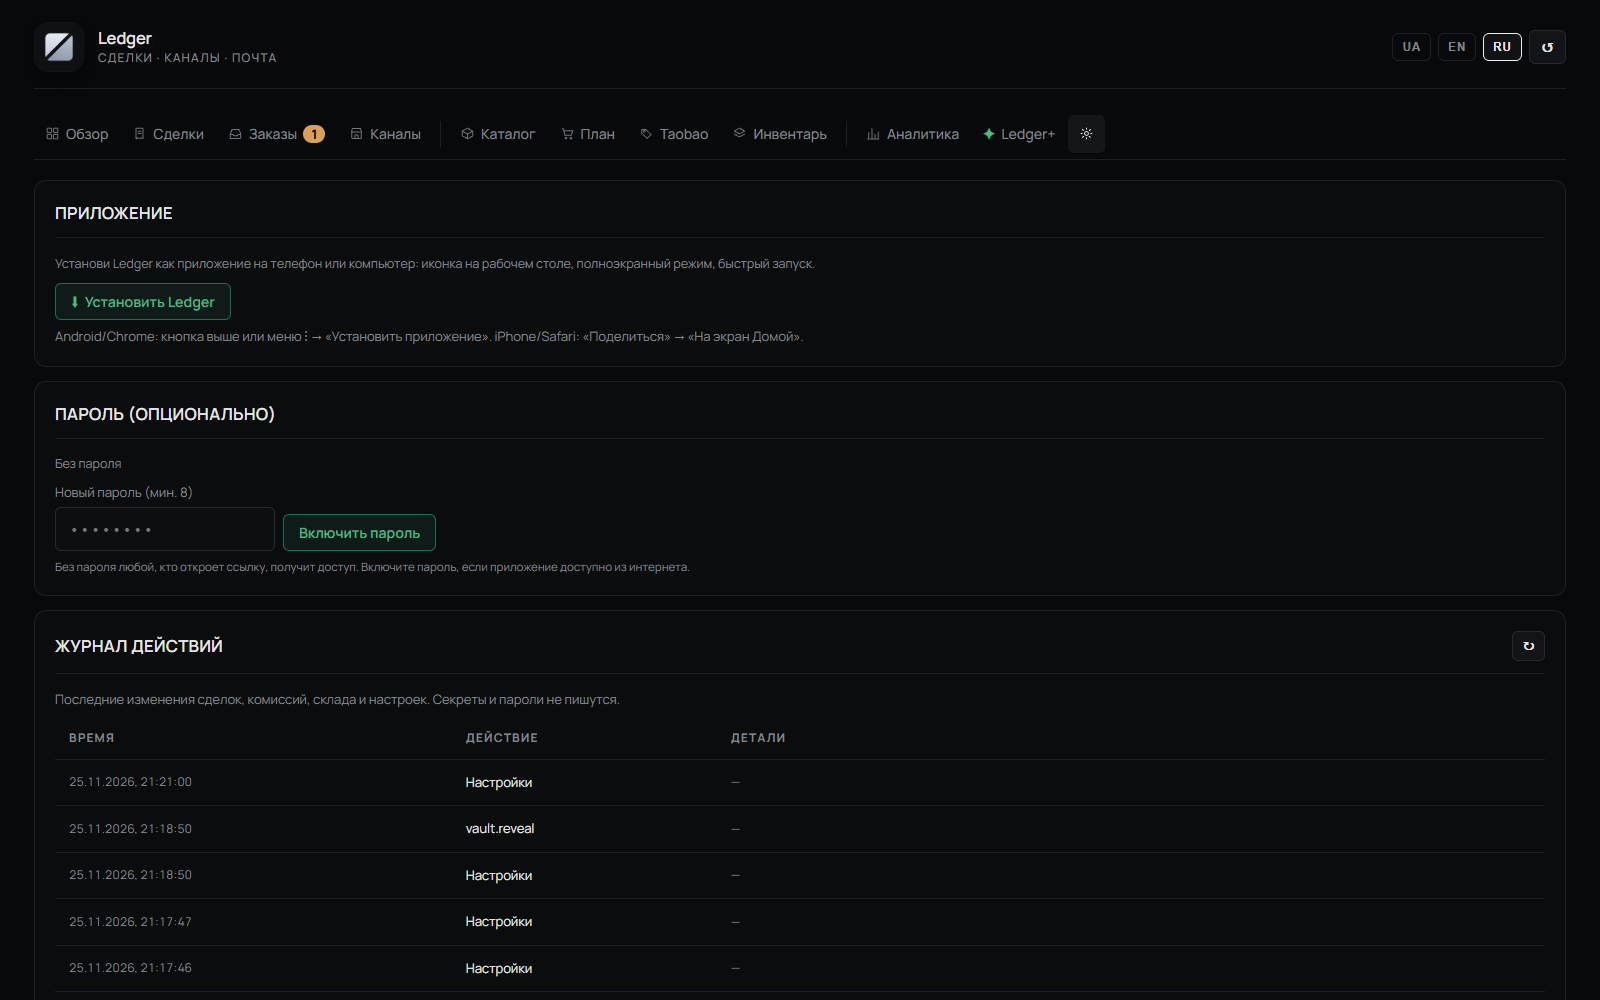 Ledger
СДЕЛКИ · КАНАЛЫ · ПОЧТА
UA EN RU
Обзор Сделки Заказы 1 Каналы Каталог План Taobao Инвентарь Аналитика Ledger+
ПРИЛОЖЕНИЕ
Установи Ledger как приложение на телефон или компьютер: иконка на рабочем столе, полноэкранный режим, быстрый запуск.
⬇ Установить Ledger
Android/Chrome: кнопка выше или меню ⋮ → «Установить приложение». iPhone/Safari: «Поделиться» → «На экран Домой».
ПАРОЛЬ (ОПЦИОНАЛЬНО)
Без пароля
Новый пароль (мин. 8)
••••••••
Включить пароль
Без пароля любой, кто откроет ссылку, получит доступ. Включите пароль, если приложение доступно из интернета.
ЖУРНАЛ ДЕЙСТВИЙ
Последние изменения сделок, комиссий, склада и настроек. Секреты и пароли не пишутся.
ВРЕМЯ ДЕЙСТВИЕ ДЕТАЛИ
25.11.2026, 21:21:00 Настройки —
25.11.2026, 21:18:50 vault.reveal —
25.11.2026, 21:18:50 Настройки —
25.11.2026, 21:17:47 Настройки —
25.11.2026, 21:17:46 Настройки —